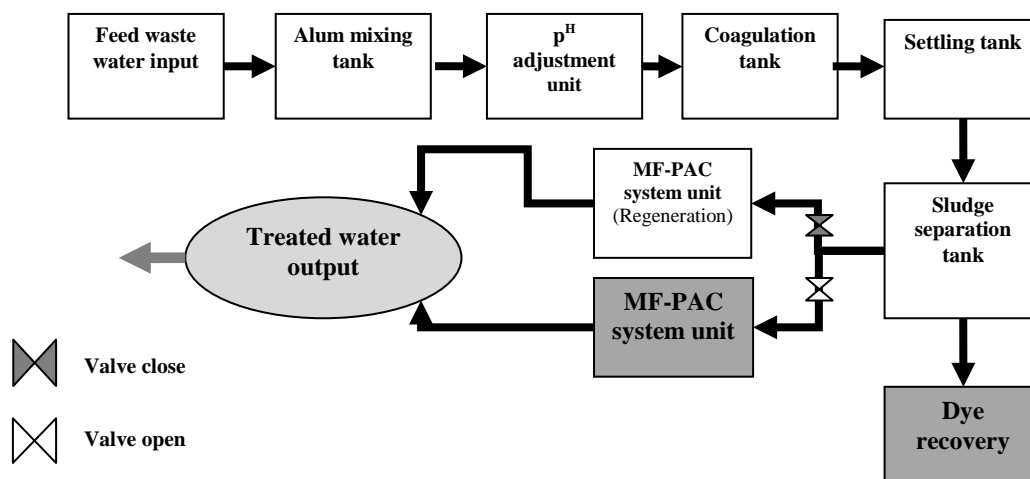 Feed waste
water input
Alum mixing
tank
pH
adjustment
unit
Coagulation
tank
Settling tank
MF-PAC
system unit
(Regeneration)
Sludge
separation
tank
Treated water
output
MF-PAC
system unit
Valve close
Valve open
Dye
recovery